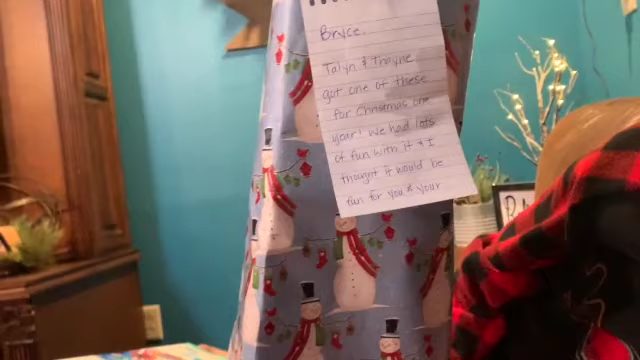 Bryce,
Talyn & Thayne
got one of these
for Christmas one
year! We had lots
of fun with it & I
thought it would be
fun for you & your